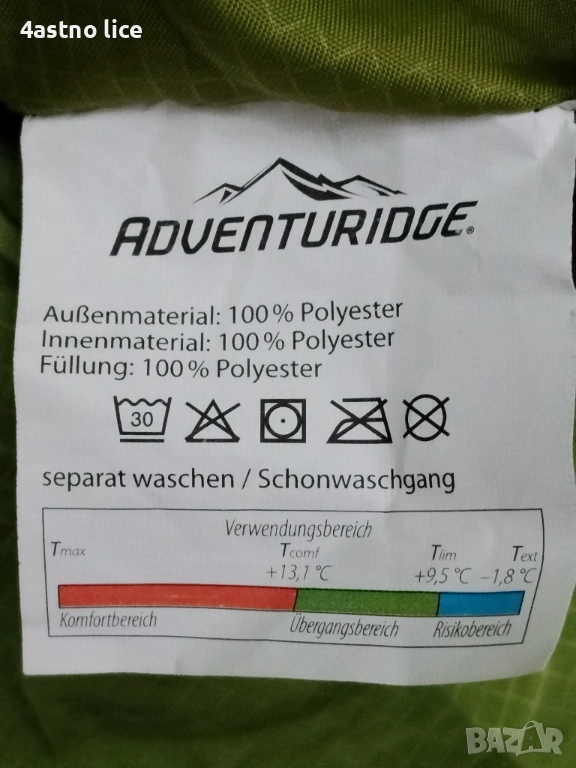 4astno lice
ADVENTURIDGE®
Außenmaterial: 100% Polyester
Innenmaterial: 100% Polyester
Füllung: 100% Polyester
30
separat waschen / Schonwaschgang
Verwendungsbereich
Tmax Tcomf Tlim Text
+13,1 °C +9,5 °C –1,8 °C
Komfortbereich Übergangsbereich Risikobereich
BAZAR